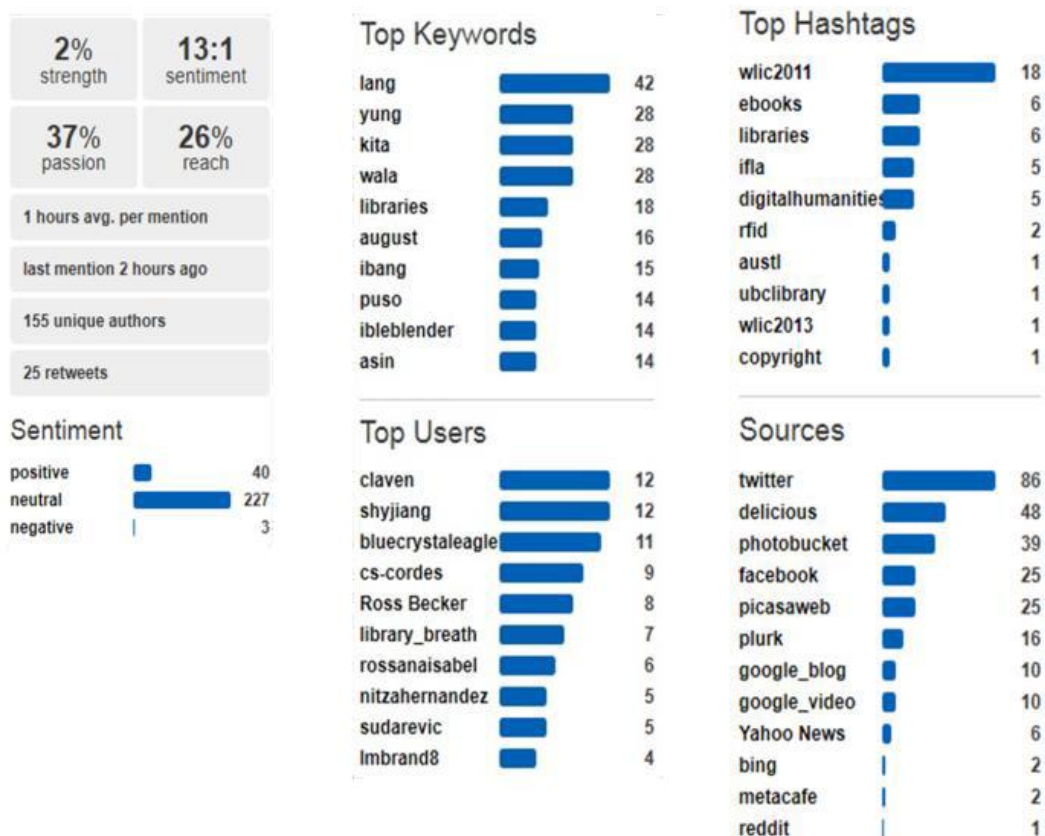 2% 13:1
strength sentiment
37% 26%
passion reach
1 hours avg. per mention
last mention 2 hours ago
155 unique authors
25 retweets
Sentiment
positive 40
neutral 227
negative 3
Top Keywords
lang 42
yung 28
kita 28
wala 28
libraries 18
august 16
ibang 15
puso 14
ibleblender 14
asin 14
Top Users
claven 12
shyjiang 12
bluecrystaleagle 11
cs-cordes 9
Ross Becker 8
library_breath 7
rossanaisabel 6
nitzahernandez 5
sudarevic 5
lmbrand8 4
Top Hashtags
wlic2011 18
ebooks 6
libraries 6
ifla 5
digitalhumanities 5
rfid 2
austl 1
ubclibrary 1
wlic2013 1
copyright 1
Sources
twitter 86
delicious 48
photobucket 39
facebook 25
picasaweb 25
plurk 16
google_blog 10
google_video 10
Yahoo News 6
bing 2
metacafe 2
reddit 1